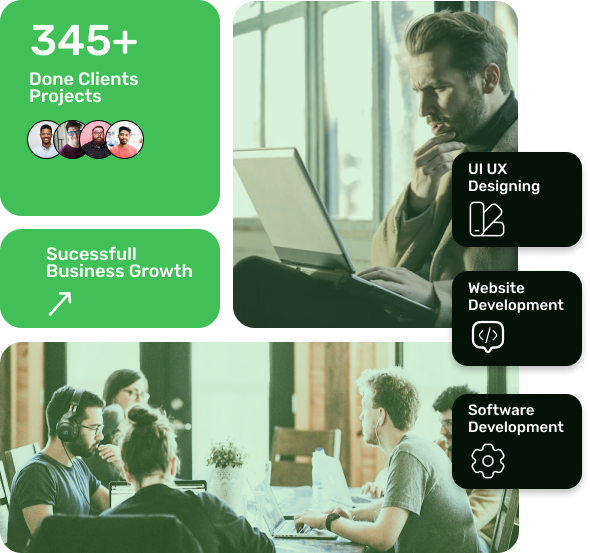 345+
Done Clients
Projects
Sucessfull
Business Growth
UI UX
Designing
Website
Development
Software
Development